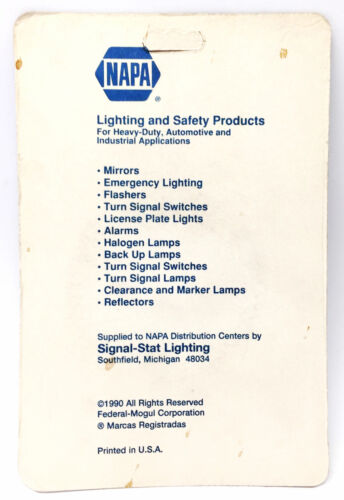 NAPA
®
Lighting and Safety Products
For Heavy-Duty, Automotive and
Industrial Applications
• Mirrors
• Emergency Lighting
• Flashers
• Turn Signal Switches
• License Plate Lights
• Alarms
• Halogen Lamps
• Back Up Lamps
• Turn Signal Switches
• Turn Signal Lamps
• Clearance and Marker Lamps
• Reflectors
Supplied to NAPA Distribution Centers by
Signal-Stat Lighting
Southfield, Michigan 48034
©1990 All Rights Reserved
Federal-Mogul Corporation
® Marcas Registradas
Printed in U.S.A.